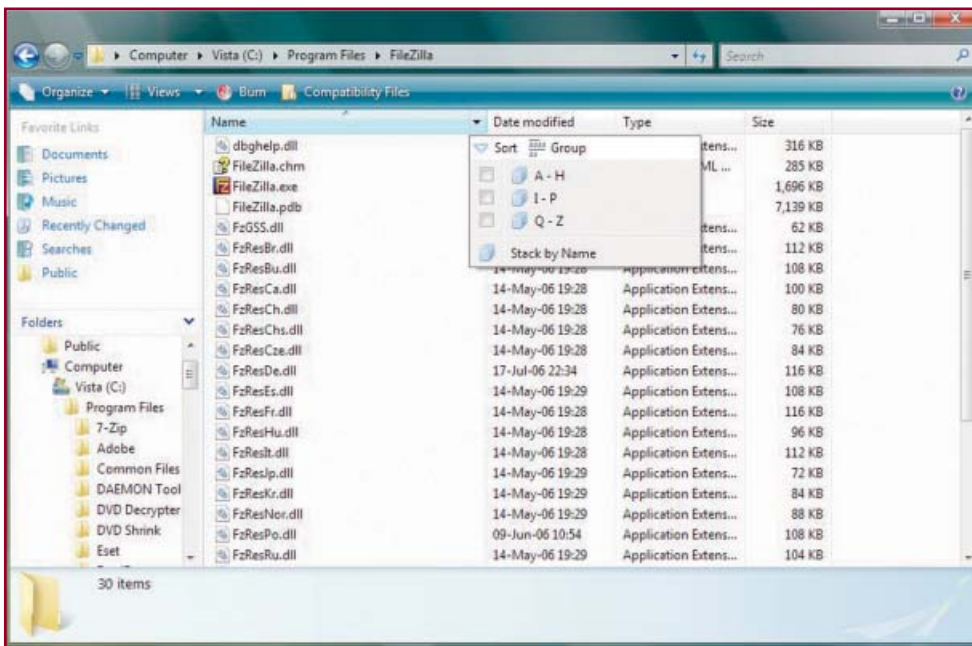 Computer Vista (C:) Program Files FileZilla
Search
Organize Views Burn Compatibility Files
Favorite Links
Documents
Pictures
Music
Recently Changed
Searches
Public
Folders
Public
Computer
Vista (C:)
Program Files
7-Zip
Adobe
Common Files
DAEMON Tool
DVD Decrypter
DVD Shrink
Eset
Name Date modified Type Size
Sort Group
A - H
I - P
Q - Z
Stack by Name
dbghelp.dll tens... 316 KB
FileZilla.chm ML ... 285 KB
FileZilla.exe 1,696 KB
FileZilla.pdb 7,139 KB
FzGSS.dll tens... 62 KB
FzResBr.dll tens... 112 KB
FzResBu.dll 14-May-06 19:28 Application Extens... 108 KB
FzResCa.dll 14-May-06 19:28 Application Extens... 100 KB
FzResCh.dll 14-May-06 19:28 Application Extens... 80 KB
FzResChs.dll 14-May-06 19:28 Application Extens... 76 KB
FzResCze.dll 14-May-06 19:28 Application Extens... 84 KB
FzResDe.dll 17-Jul-06 22:34 Application Extens... 116 KB
FzResEs.dll 14-May-06 19:29 Application Extens... 108 KB
FzResFr.dll 14-May-06 19:28 Application Extens... 116 KB
FzResHu.dll 14-May-06 19:28 Application Extens... 96 KB
FzResIt.dll 14-May-06 19:28 Application Extens... 112 KB
FzResJp.dll 14-May-06 19:29 Application Extens... 72 KB
FzResKr.dll 14-May-06 19:29 Application Extens... 84 KB
FzResNor.dll 14-May-06 19:29 Application Extens... 88 KB
FzResPo.dll 09-Jun-06 10:54 Application Extens... 108 KB
FzResRu.dll 14-May-06 19:29 Application Extens... 104 KB
30 items